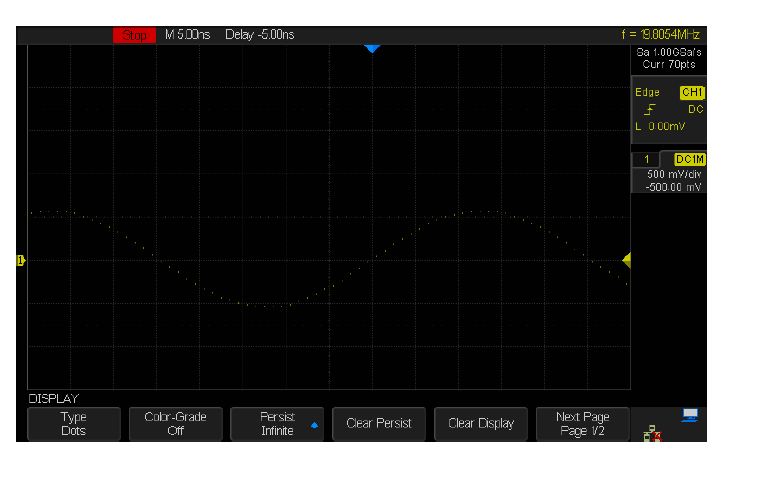 Stop M 5.00ns Delay -5.00ns f = 19.8054MHz
Sa 1.00GSa/s
Curr 70pts
Edge CH1
DC
L 0.00mV
1 DC1M
500 mV/div
-500.00 mV
1
DISPLAY
Type
Dots
Color-Grade
Off
Persist
Infinite
Clear Persist
Clear Display
Next Page
Page 1/2